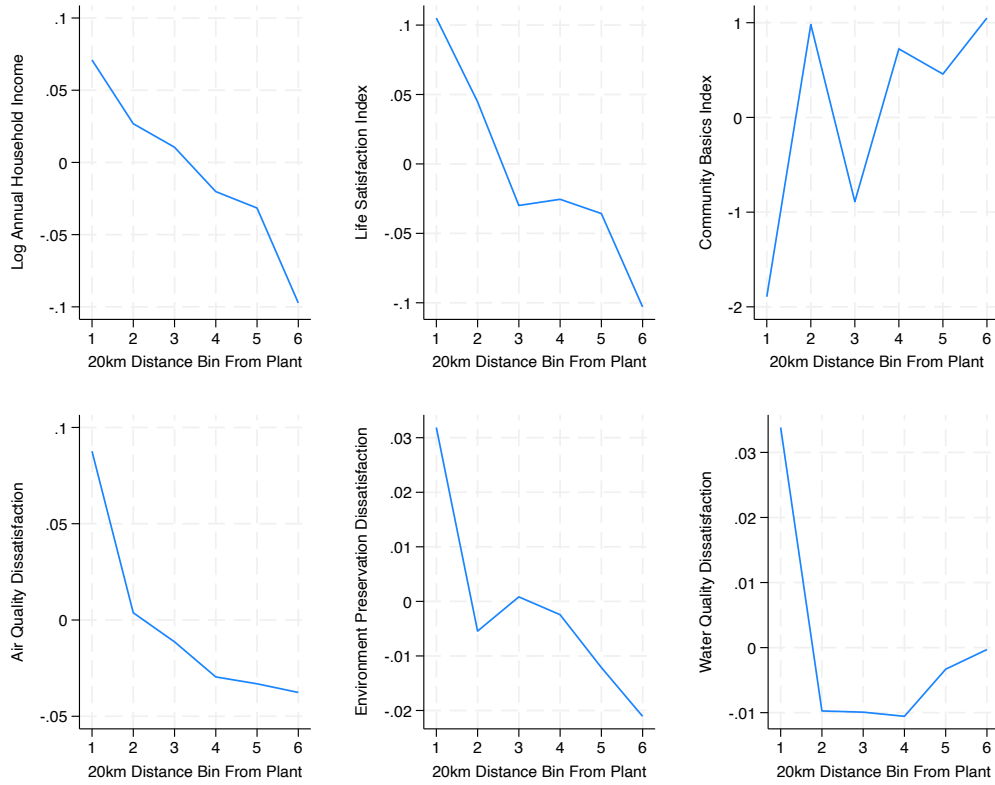 Log Annual Household Income
.1
.05
0
-.05
-.1
1 2 3 4 5 6
20km Distance Bin From Plant
Life Satisfaction Index
.1
.05
0
-.05
-.1
1 2 3 4 5 6
20km Distance Bin From Plant
Community Basics Index
1
0
-1
-2
1 2 3 4 5 6
20km Distance Bin From Plant
Air Quality Dissatisfaction
.1
.05
0
-.05
1 2 3 4 5 6
20km Distance Bin From Plant
Environment Preservation Dissatisfaction
.03
.02
.01
0
-.01
-.02
1 2 3 4 5 6
20km Distance Bin From Plant
Water Quality Dissatisfaction
.03
.02
.01
0
-.01
1 2 3 4 5 6
20km Distance Bin From Plant